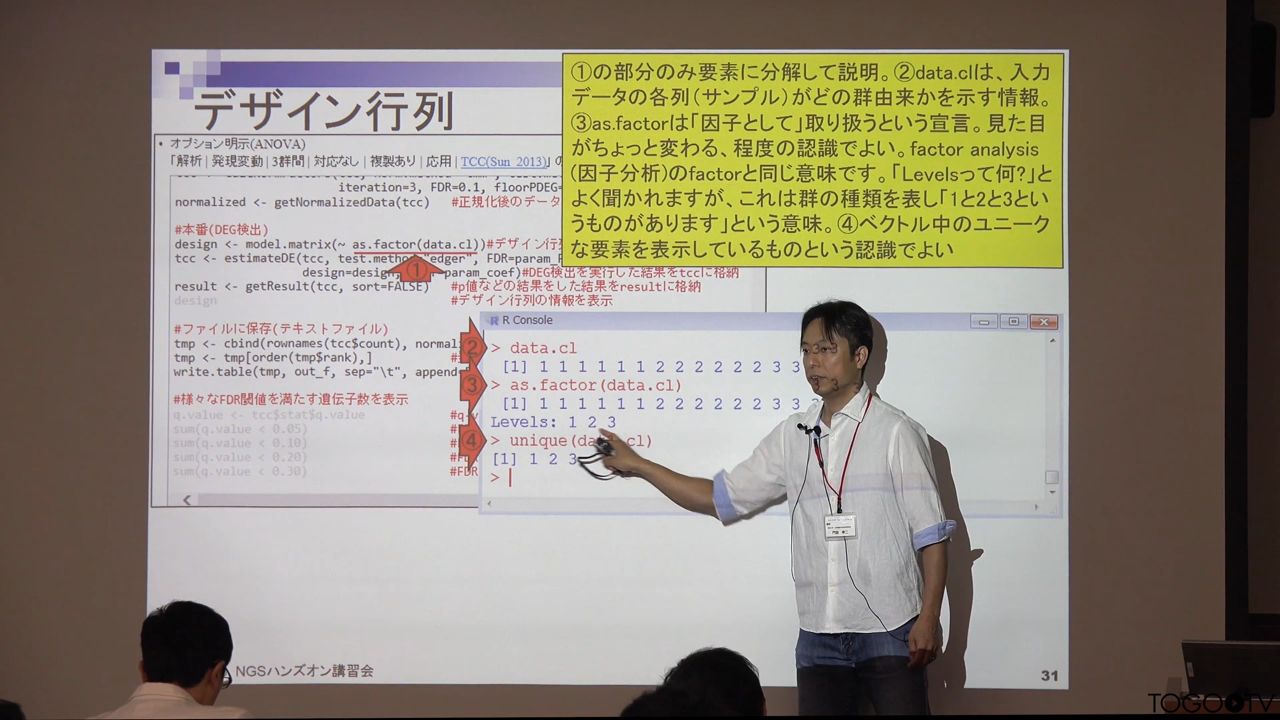 デザイン行列
①の部分のみ要素に分解して説明。②data.clは、入力
データの各列（サンプル）がどの群由来かを示す情報。
③as.factorは「因子として」取り扱うという宣言。見た目
がちょっと変わる、程度の認識でよい。factor analysis
（因子分析）のfactorと同じ意味です。「Levelsって何?」と
よく聞かれますが、これは群の種類を表し「1と2と3とい
うものがあります」という意味。④ベクトル中のユニーク
な要素を表示しているものという認識でよい
• オプション明示(ANOVA)
「解析 | 発現変動 | 3群間 | 対応なし | 複製あり | 応用 | TCC(Sun_2013)」の
iteration=3, FDR=0.1, floorPDEG=
normalized <- getNormalizedData(tcc) #正規化後のデータ
#本番(DEG検出)
design <- model.matrix(~ as.factor(data.cl))#デザイン行列
tcc <- estimateDE(tcc, test.method="edger", FDR=param_
①
design=design, param_coef)#DEG検出を実行した結果をtccに格納
result <- getResult(tcc, sort=FALSE) #p値などの結果をした結果をresultに格納
design #デザイン行列の情報を表示
#ファイルに保存(テキストファイル)
tmp <- cbind(rownames(tcc$count), normal
tmp <- tmp[order(tmp$rank),]
write.table(tmp, out_f, sep="\t", append=
#様々なFDR閾値を満たす遺伝子数を表示
q.value <- tcc$stat$q.value
sum(q.value < 0.05)
sum(q.value < 0.10)
sum(q.value < 0.20)
sum(q.value < 0.30) #FDR
R Console
② > data.cl
[1] 1 1 1 1 1 1 2 2 2 2 2 2 3 3
③ > as.factor(data.cl)
[1] 1 1 1 1 1 1 2 2 2 2 2 2 3 3
Levels: 1 2 3
④ > unique(data.cl)
[1] 1 2 3
>
NGSハンズオン講習会
31
TOGOTV